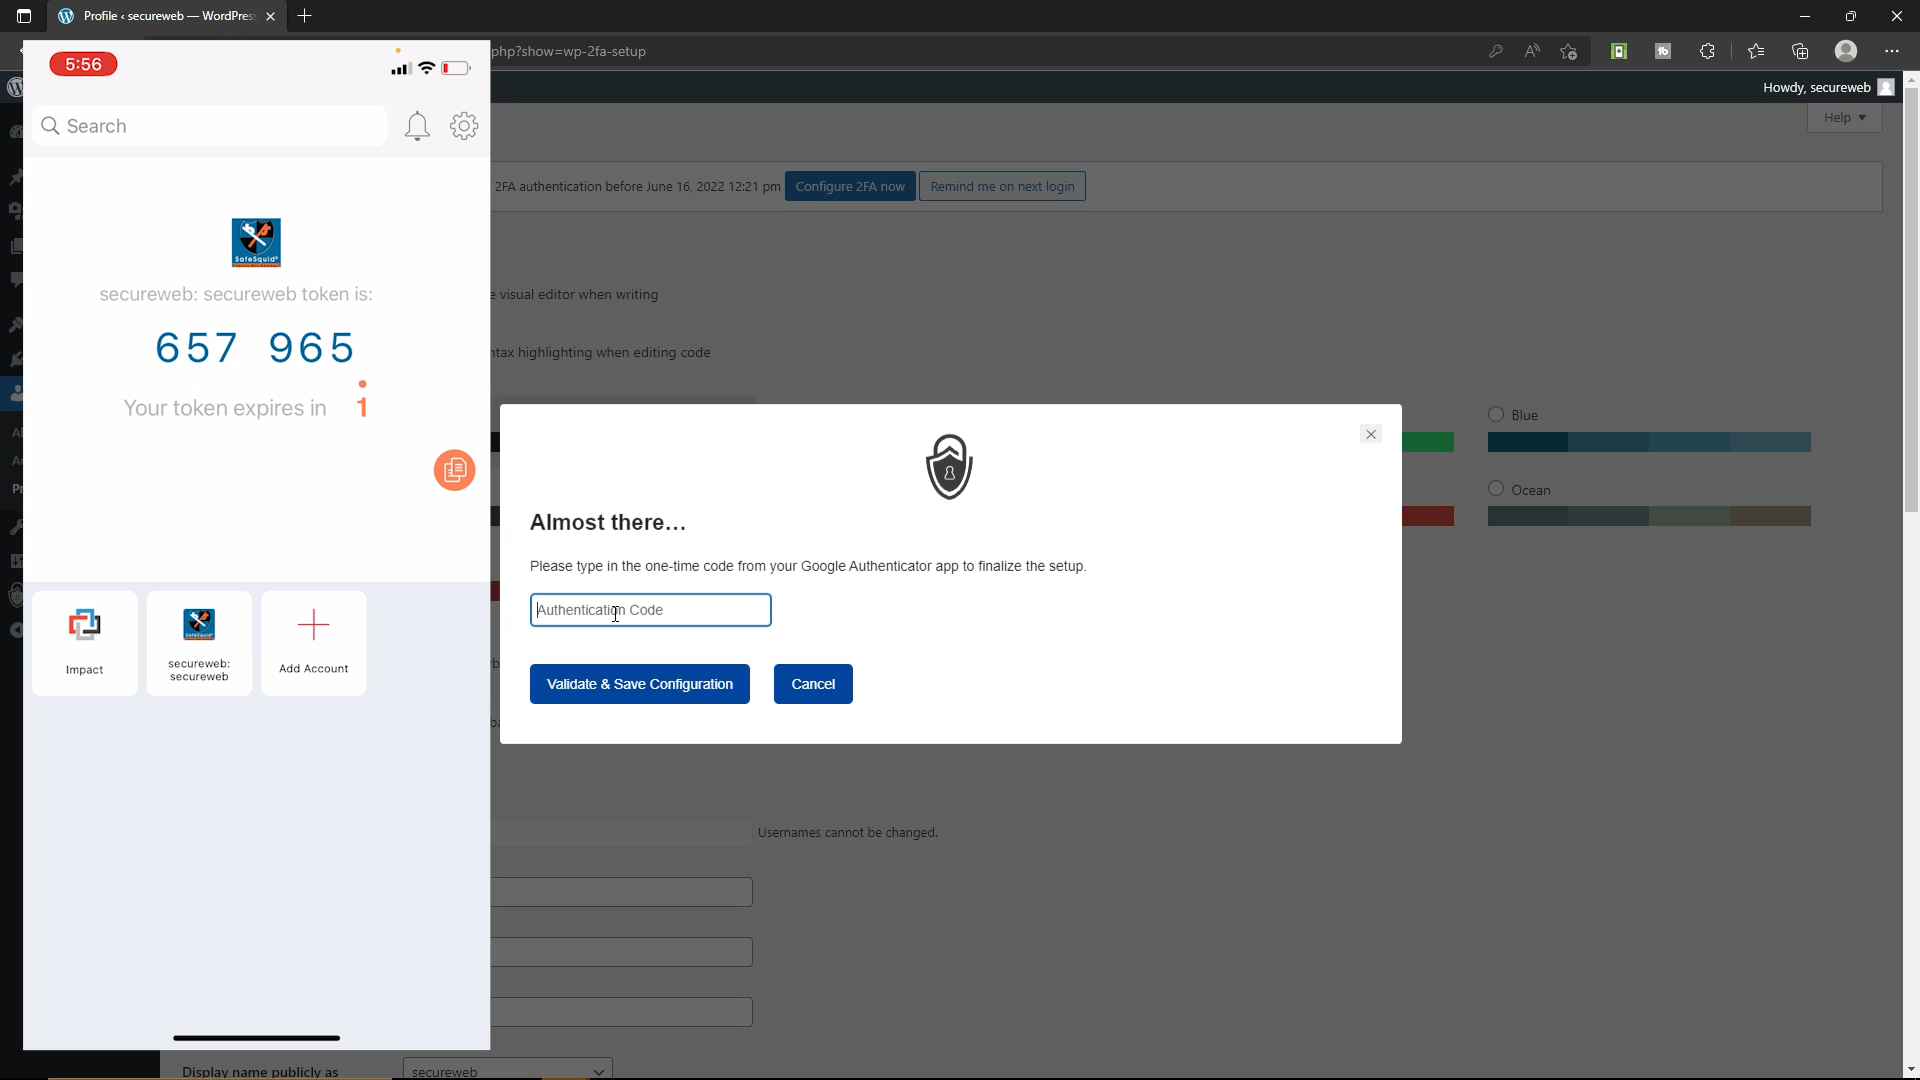 Profile ‹ secureweb — WordPres
php?show=wp-2fa-setup
Howdy, secureweb
Help
5:56
Search
2FA authentication before June 16, 2022 12:21 pm
Configure 2FA now
Remind me on next login
SafeSquid®
secureweb: secureweb token is:
e visual editor when writing
657 965
ntax highlighting when editing code
Your token expires in 1
Blue
Ocean
Almost there...
Please type in the one-time code from your Google Authenticator app to finalize the setup.
Authentication Code
Impact
secureweb:
secureweb
Add Account
Validate & Save Configuration
Cancel
Usernames cannot be changed.
Display name publicly as
secureweb